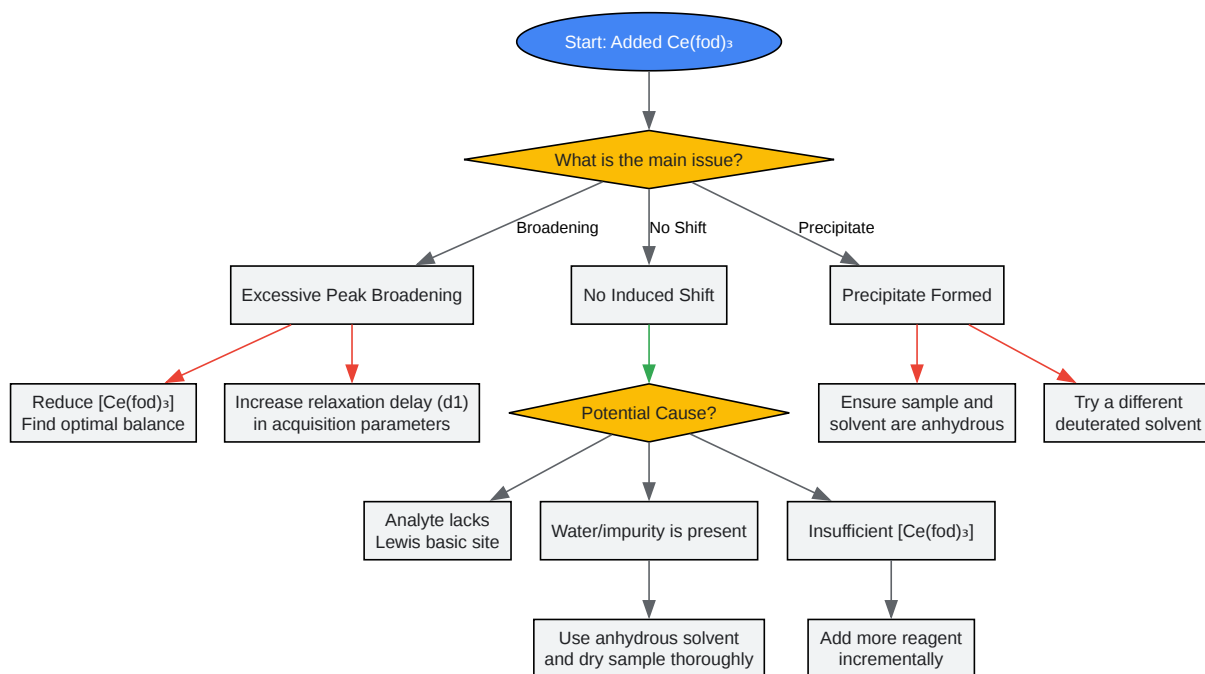 Start: Added Ce(fod)₃
What is the main issue?
Broadening
No Shift
Precipitate
Excessive Peak Broadening
No Induced Shift
Precipitate Formed
Reduce [Ce(fod)₃]
Find optimal balance
Increase relaxation delay (d1)
in acquisition parameters
Potential Cause?
Ensure sample and
solvent are anhydrous
Try a different
deuterated solvent
Analyte lacks
Lewis basic site
Water/impurity is present
Insufficient [Ce(fod)₃]
Use anhydrous solvent
and dry sample thoroughly
Add more reagent
incrementally